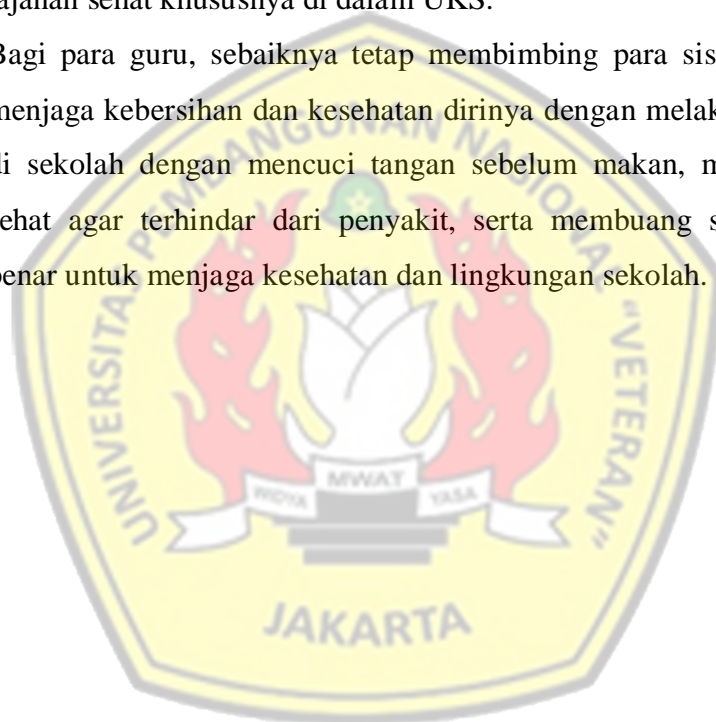 jajanan sehat khususnya di dalam UKS.
Bagi para guru, sebaiknya tetap membimbing para sis
menjaga kebersihan dan kesehatan dirinya dengan melak
di sekolah dengan mencuci tangan sebelum makan, m
sehat agar terhindar dari penyakit, serta membuang s
benar untuk menjaga kesehatan dan lingkungan sekolah.
UNIVERSITAS PEMBANGUNAN NASIONAL "VETERAN"
WIDYA MWAT YASA
JAKARTA